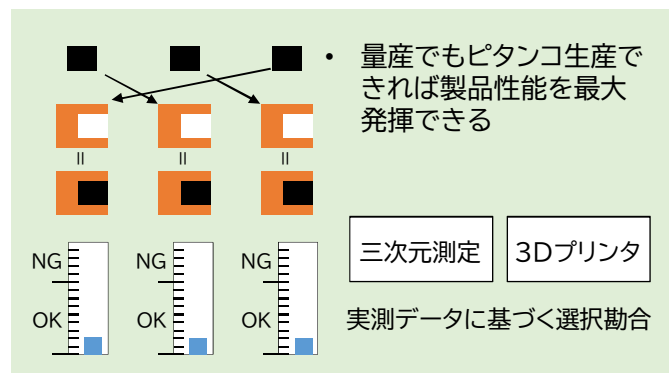 • 量産でもピタンコ生産で
きれば製品性能を最大
発揮できる
=
=
=
NG
NG
NG
OK
OK
OK
三次元測定
3Dプリンタ
実測データに基づく選択勘合